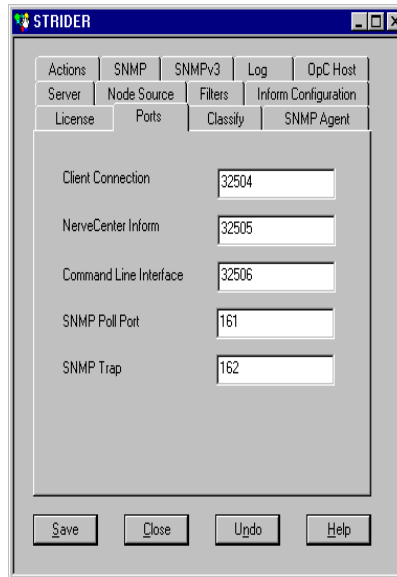 STRIDER
Actions SNMP SNMPv3 Log OpC Host
Server Node Source Filters Inform Configuration
License Ports Classify SNMP Agent
Client Connection 32504
NerveCenter Inform 32505
Command Line Interface 32506
SNMP Poll Port 161
SNMP Trap 162
Save Close Undo Help